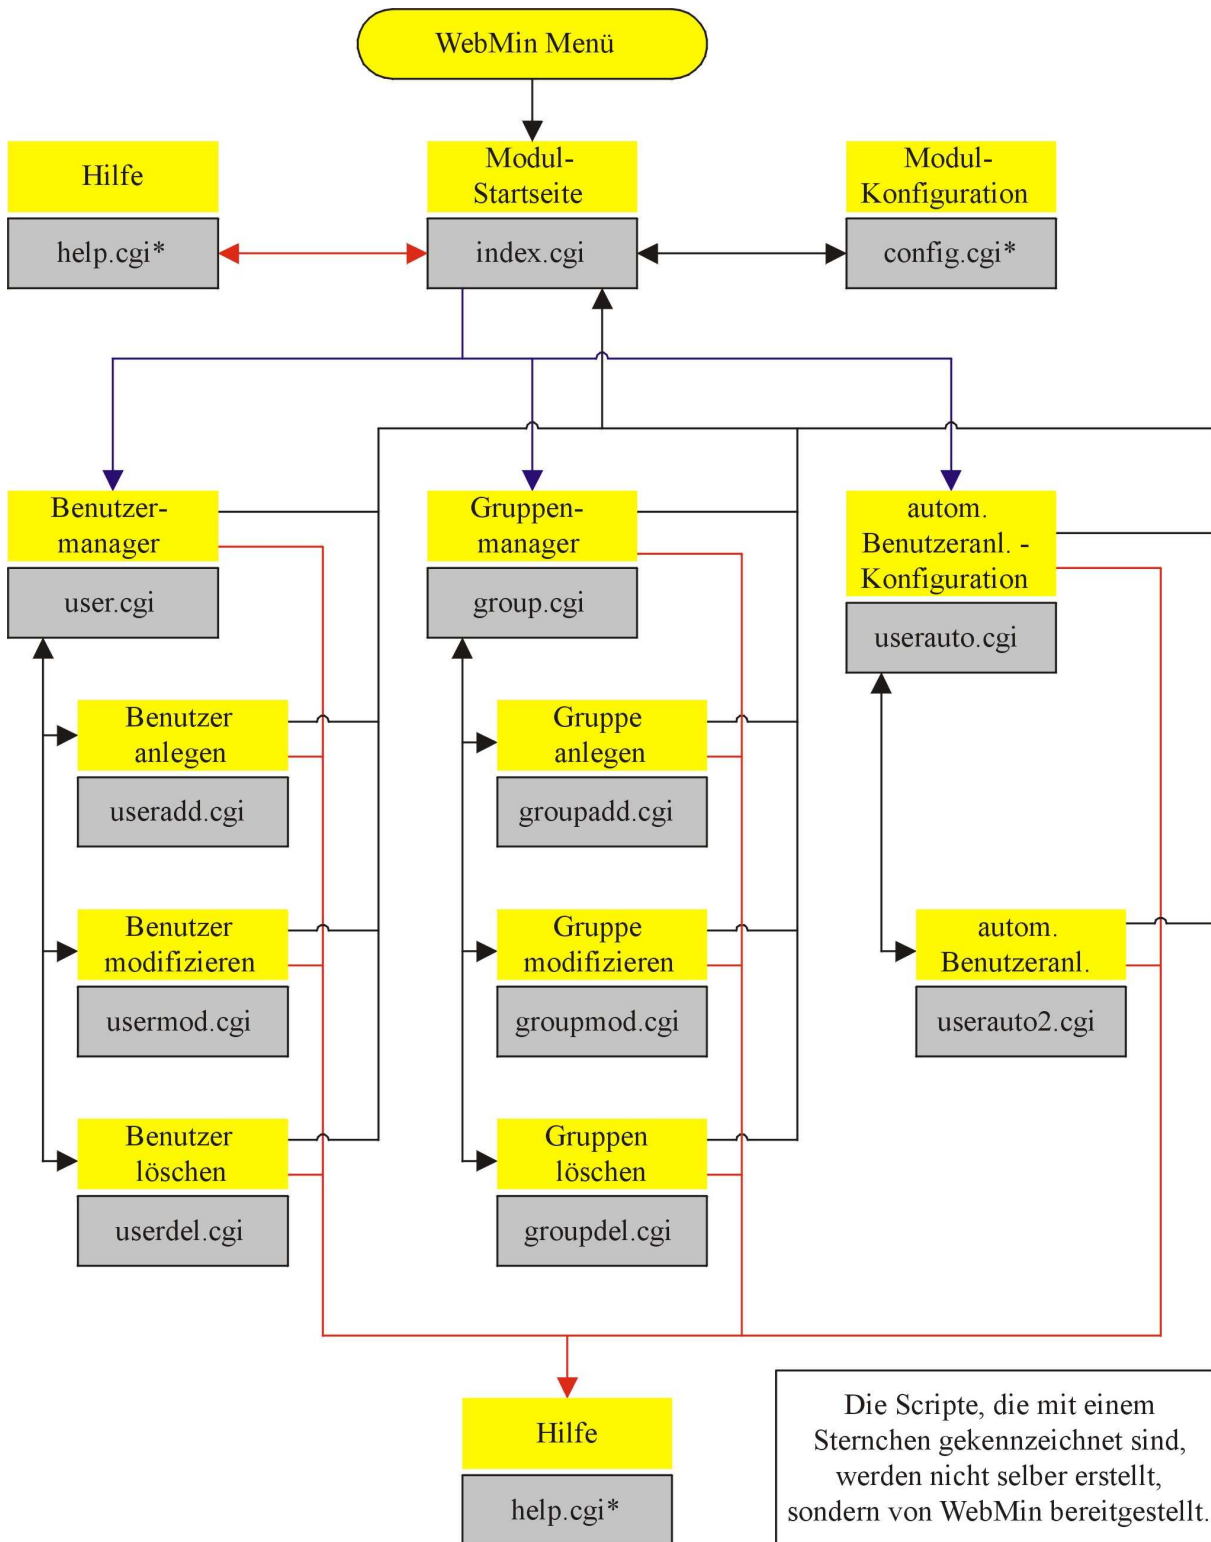 WebMin Menü
Hilfe
help.cgi*
Modul-
Startseite
index.cgi
Modul-
Konfiguration
config.cgi*
Benutzer-
manager
user.cgi
Gruppen-
manager
group.cgi
autom.
Benutzeranl. -
Konfiguration
userauto.cgi
Benutzer
anlegen
useradd.cgi
Gruppe
anlegen
groupadd.cgi
Benutzer
modifizieren
usermod.cgi
Gruppe
modifizieren
groupmod.cgi
autom.
Benutzeranl.
userauto2.cgi
Benutzer
löschen
userdel.cgi
Gruppen
löschen
groupdel.cgi
Hilfe
help.cgi*
Die Scripte, die mit einem
Sternchen gekennzeichnet sind,
werden nicht selber erstellt,
sondern von WebMin bereitgestellt.